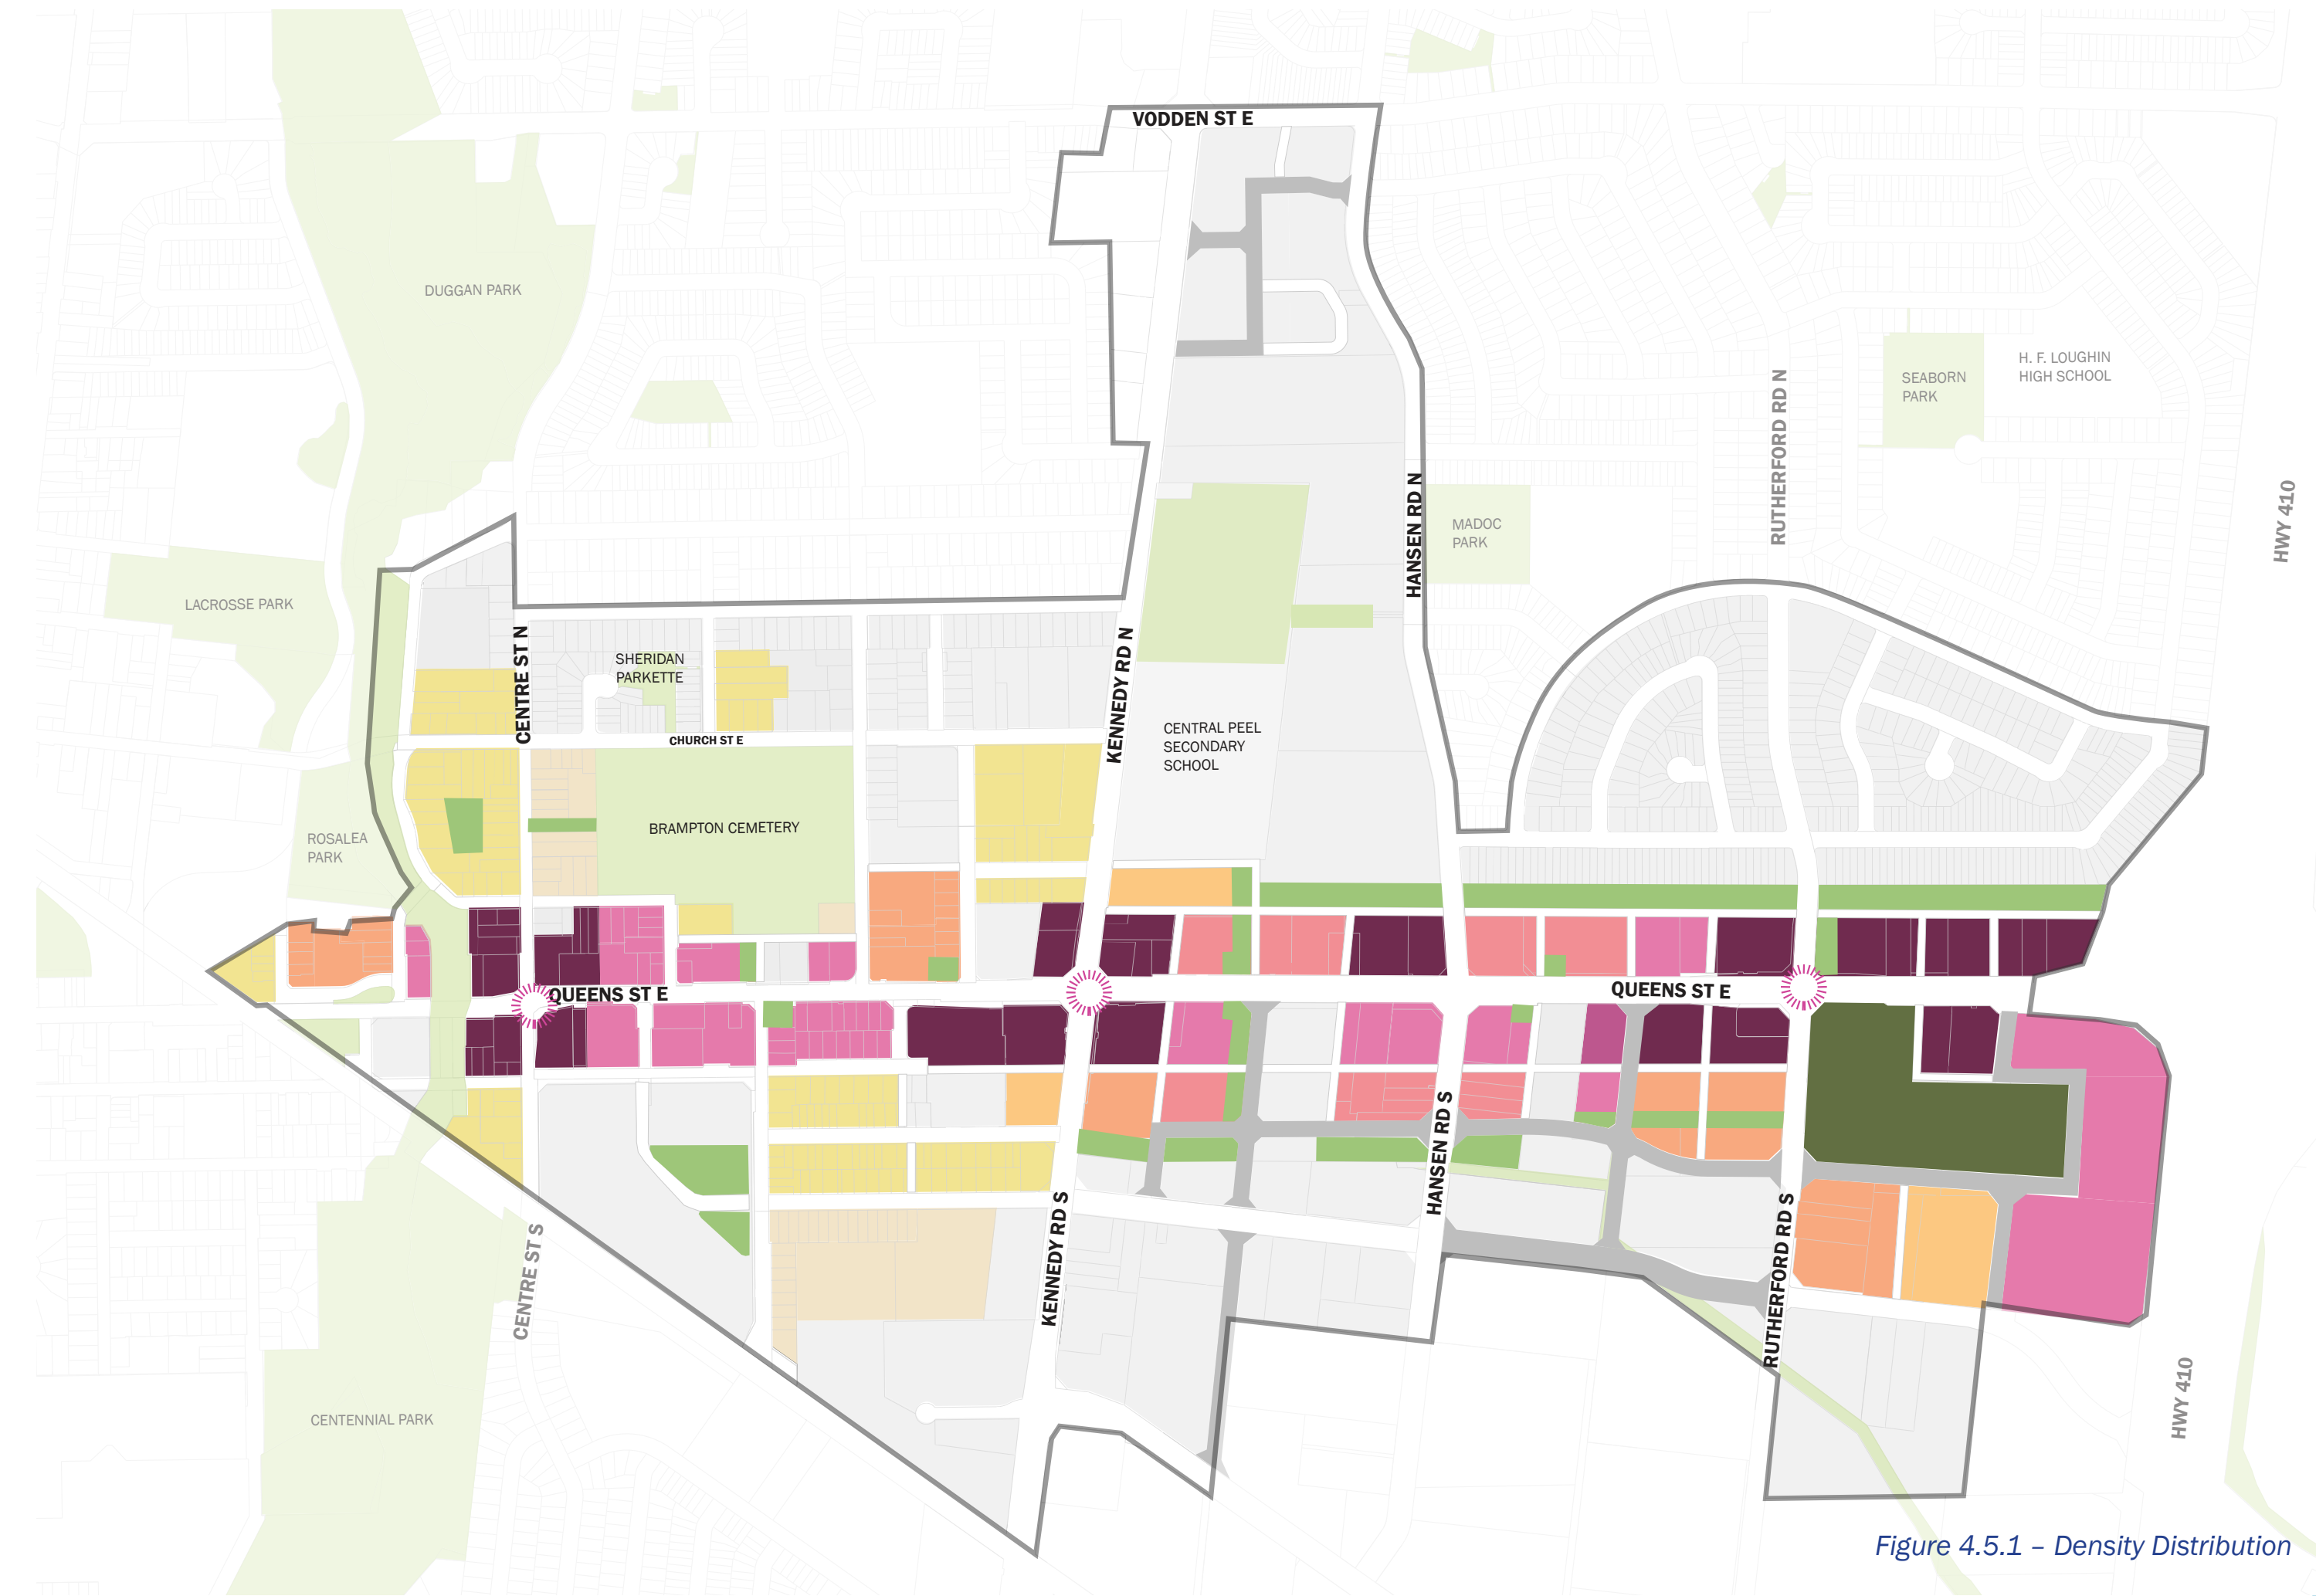 VODDEN ST E
DUGGAN PARK
H. F. LOUGHIN
HIGH SCHOOL
SEABORN
PARK
RUTHERFORD RD N
HANSEN RD N
HWY 410
MADOC
PARK
LACROSSE PARK
CENTRE ST N
SHERIDAN
PARKETTE
KENNEDY RD N
CHURCH ST E
CENTRAL PEEL
SECONDARY
SCHOOL
BRAMPTON CEMETERY
ROSALEA
PARK
QUEENS ST E
QUEENS ST E
HANSEN RD S
KENNEDY RD S
RUTHERFORD RD S
CENTRE ST S
CENTENNIAL PARK
HWY 410
Figure 4.5.1 – Density Distribution